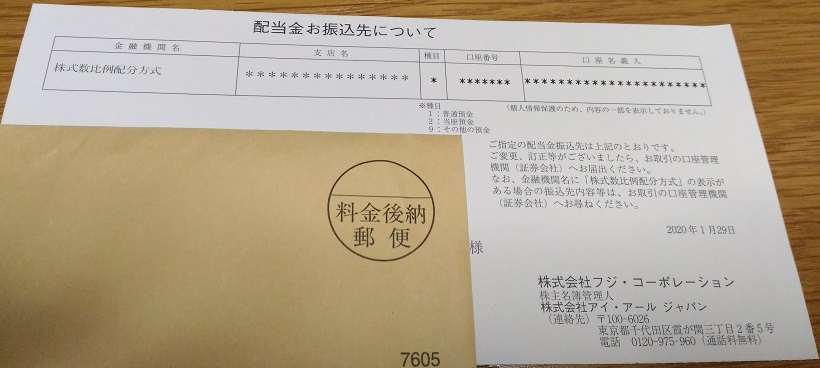 配当金お振込先について
金融機関名 支店名 種目 口座番号 口座名義人
株式数比例配分方式 *************** * ******* **********************
※種目
1：普通預金
2：当座預金
9：その他の預金
（個人情報保護のため、内容の一部を表示しておりません。）
ご指定の配当金振込先は上記のとおりです。
ご変更、訂正等がございましたら、お取引の口座管理
機関（証券会社）へお届出ください。
なお、金融機関名に「株式数比例配分方式」の表示が
ある場合の振込先内容等は、お取引の口座管理機関
（証券会社）へお尋ねください。
2020年1月29日
様
株式会社フジ・コーポレーション
株主名簿管理人
株式会社アイ・アール ジャパン
（連絡先）〒100-6026
東京都千代田区霞が関三丁目2番5号
電話 0120-975-960（通話料無料）
料金後納
郵便
7605